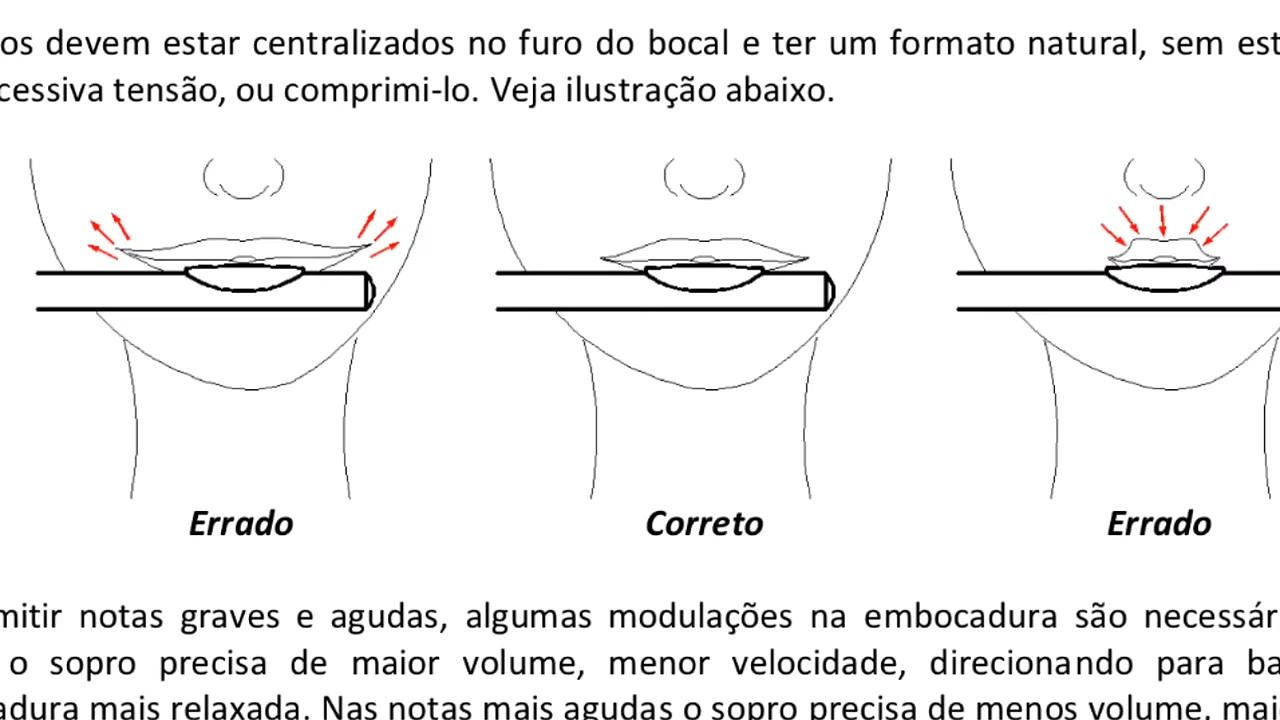 os devem estar centralizados no furo do bocal e ter um formato natural, sem est
cessiva tensão, ou comprimi-lo. Veja ilustração abaixo.
Errado
Correto
Errado
mitir notas graves e agudas, algumas modulações na embocadura são necessár
o sopro precisa de maior volume, menor velocidade, direcionando para ba
adura mais relaxada. Nas notas mais agudas o sopro precisa de menos volume, mai